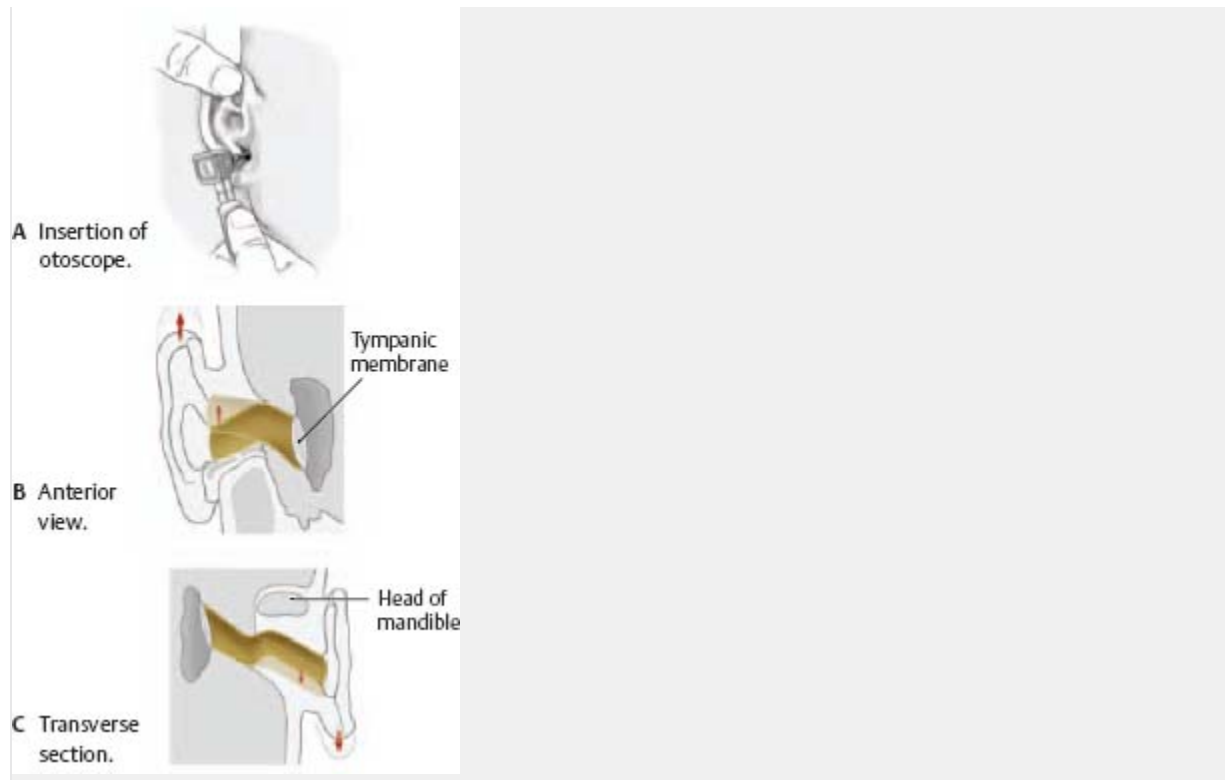 A Insertion of
otoscope.
Tympanic
membrane
B Anterior
view.
Head of
mandible
C Transverse
section.